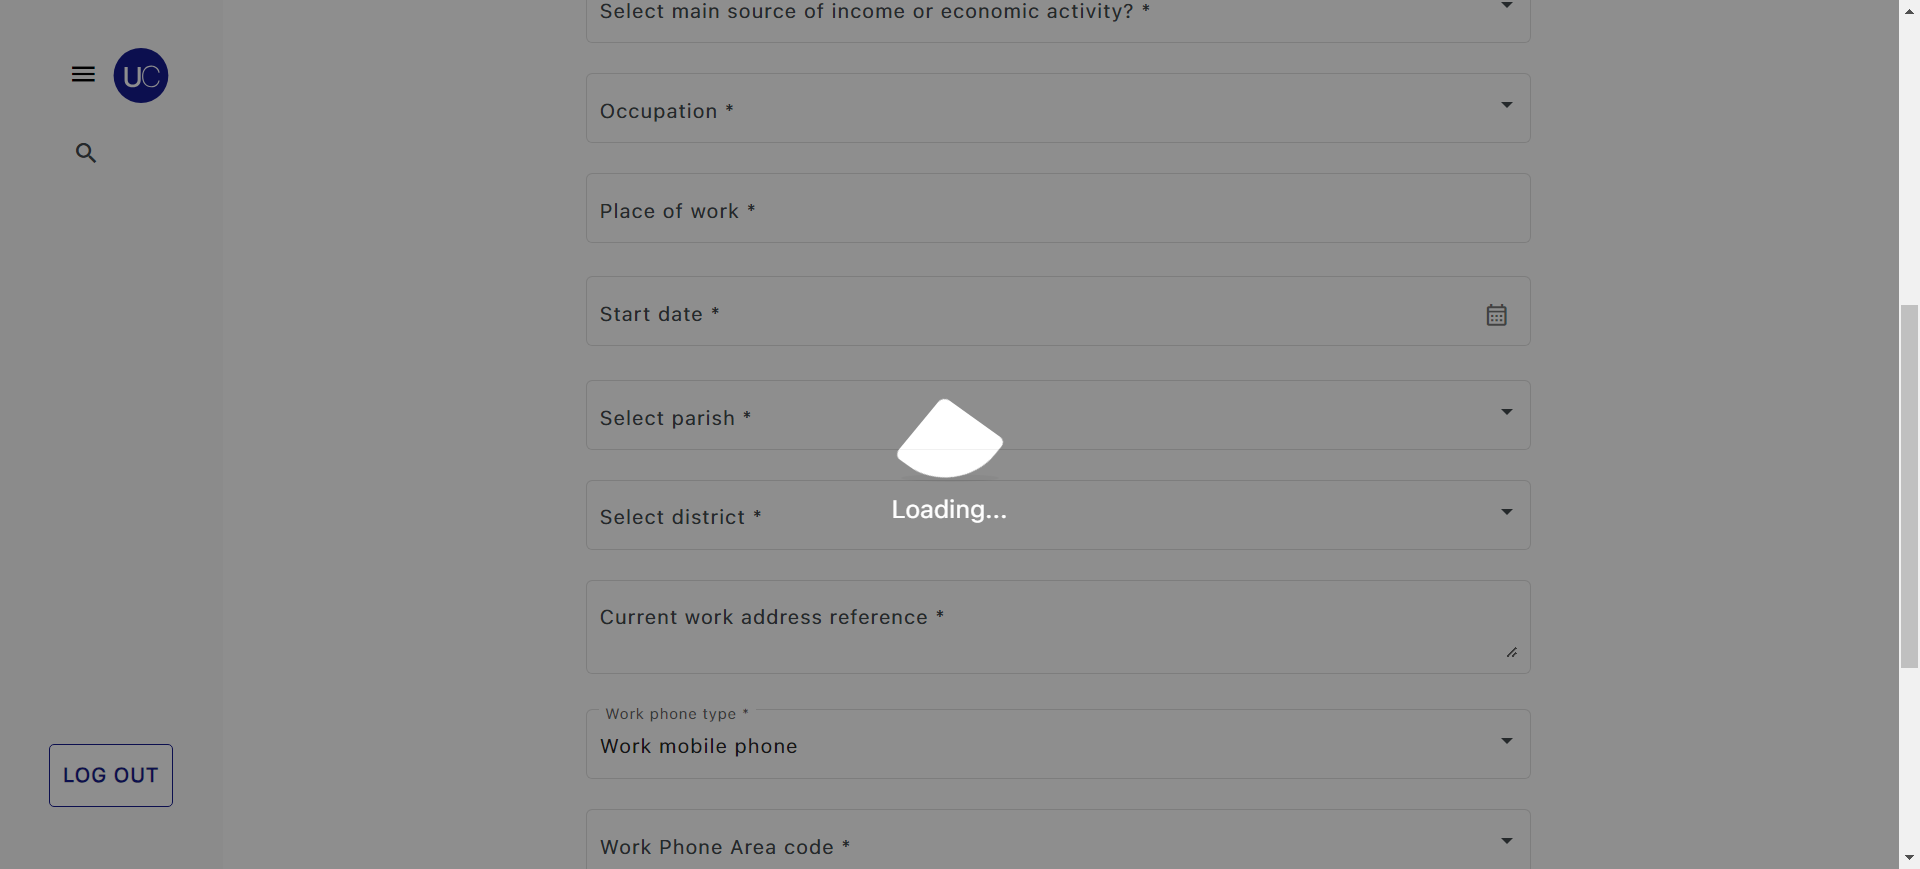 Select main source of income or economic activity? *
UC
Occupation *
Place of work *
Start date *
Select parish *
Loading...
Select district *
Current work address reference *
Work phone type *
Work mobile phone
LOG OUT
Work Phone Area code *